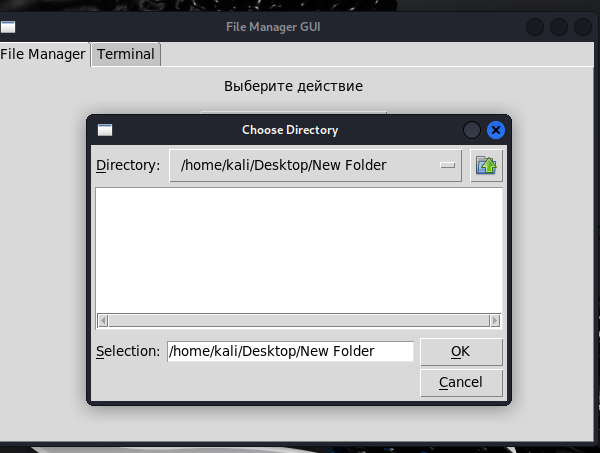 File Manager GUI
File Manager Terminal
Выберите действие
Choose Directory
Directory: /home/kali/Desktop/New Folder
Selection: /home/kali/Desktop/New Folder OK
Cancel